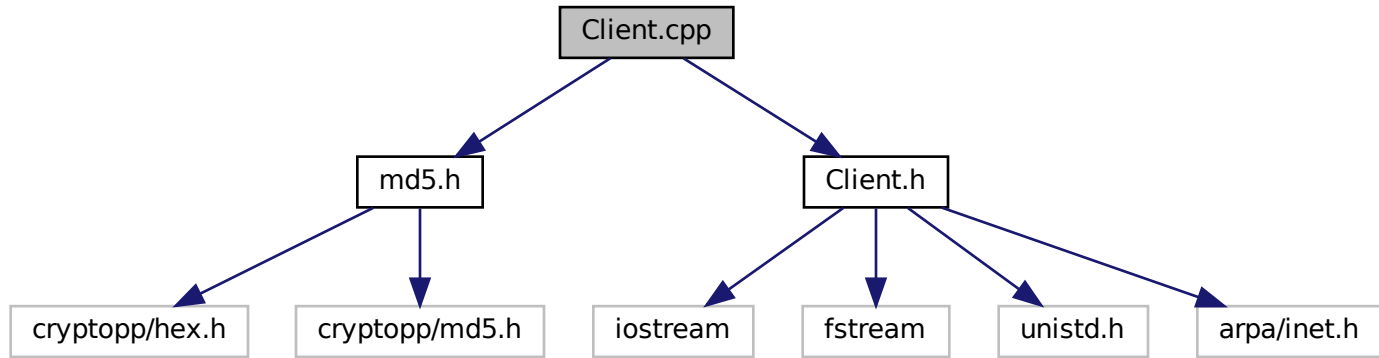 Client.cpp
md5.h
Client.h
cryptopp/hex.h
cryptopp/md5.h
iostream
fstream
unistd.h
arpa/inet.h